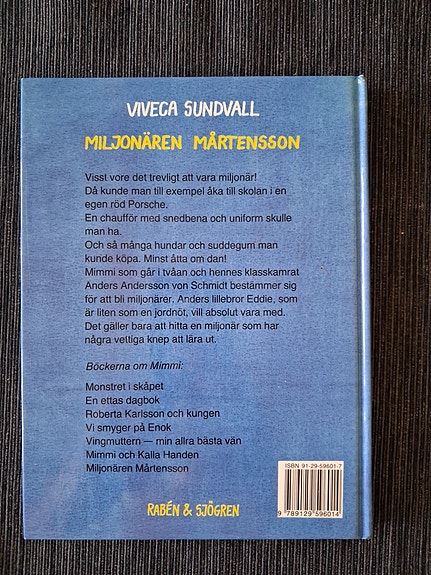 VIVECA SUNDVALL
MILJONÄREN MÅRTENSSON
Visst vore det trevligt att vara miljonär!
Då kunde man till exempel åka till skolan i en
egen röd Porsche.
En chaufför med snedbena och uniform skulle
man ha.
Och så många hundar och suddegum man
kunde köpa. Minst åtta om dan!
Mimmi som går i tvåan och hennes klasskamrat
Anders Andersson von Schmidt bestämmer sig
för att bli miljonärer. Anders lillebror Eddie, som
är liten som en jordnöt, vill absolut vara med.
Det gäller bara att hitta en miljonär som har
några vettiga knep att lära ut.
Böckerna om Mimmi:
Monstret i skåpet
En ettas dagbok
Roberta Karlsson och kungen
Vi smyger på Enok
Vingmuttern — min allra bästa vän
Mimmi och Kalla Handen
Miljonären Mårtensson
ISBN 91-29-59601-7
9 789129 596014
RABÉN & SJÖGREN